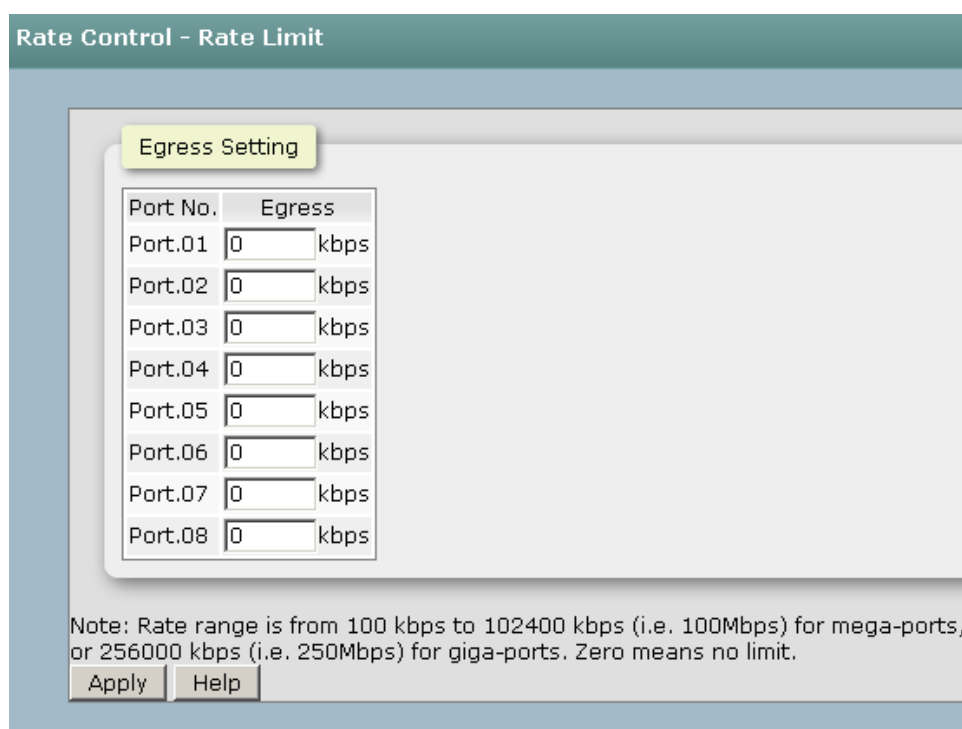 Rate Control - Rate Limit
Egress Setting
Port No. Egress
Port.01 0 kbps
Port.02 0 kbps
Port.03 0 kbps
Port.04 0 kbps
Port.05 0 kbps
Port.06 0 kbps
Port.07 0 kbps
Port.08 0 kbps
Note: Rate range is from 100 kbps to 102400 kbps (i.e. 100Mbps) for mega-ports,
or 256000 kbps (i.e. 250Mbps) for giga-ports. Zero means no limit.
Apply Help